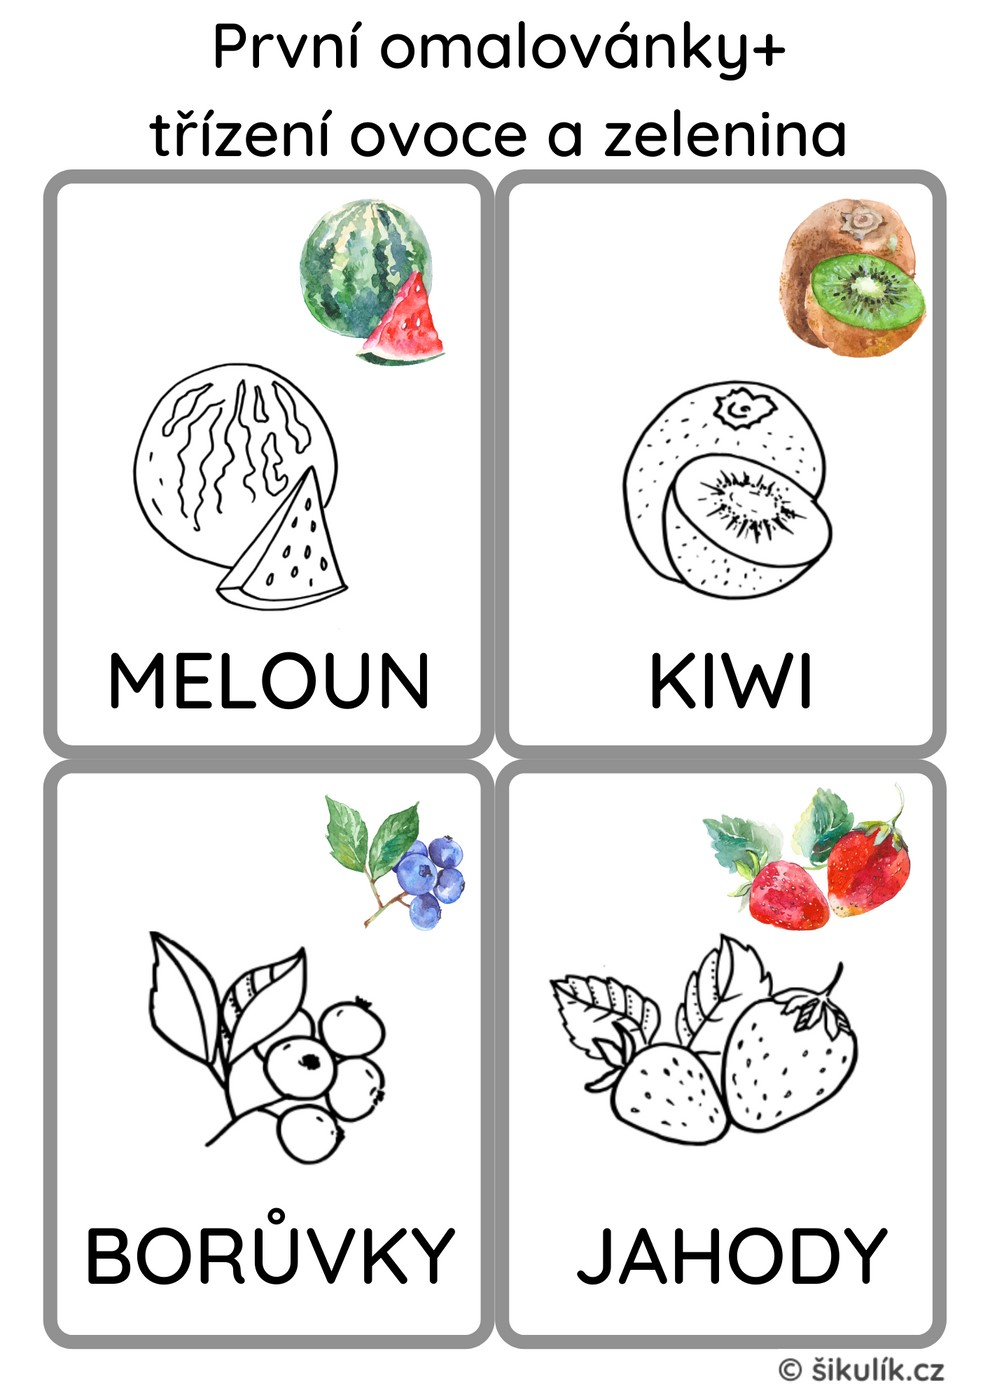 První omalovánky+
třízení ovoce a zelenina
MELOUN
KIWI
BORŮVKY
JAHODY
© šikulík.cz